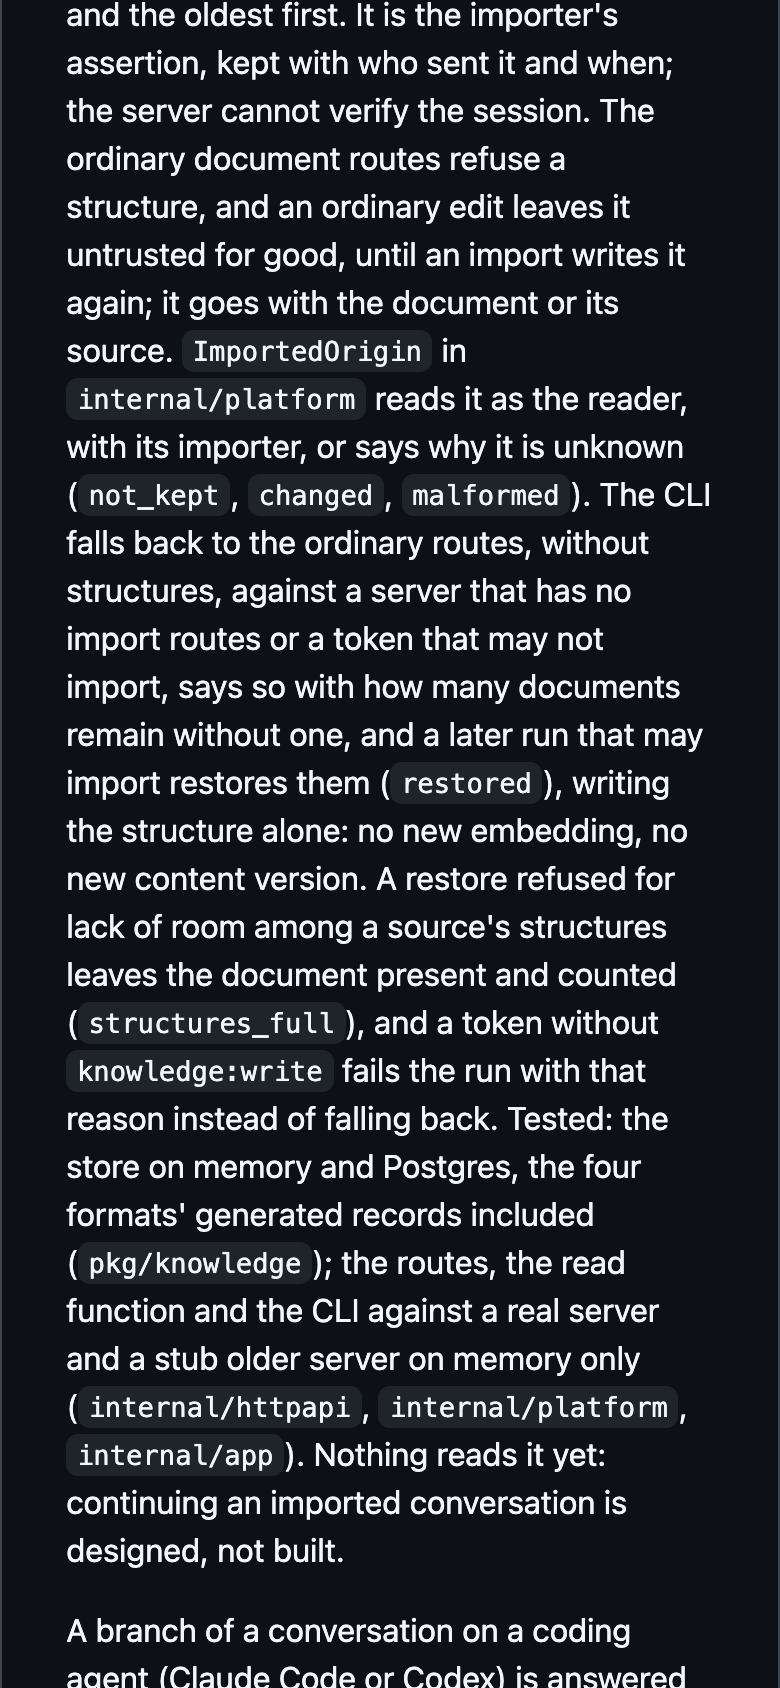 and the oldest first. It is the importer's
assertion, kept with who sent it and when;
the server cannot verify the session. The
ordinary document routes refuse a
structure, and an ordinary edit leaves it
untrusted for good, until an import writes it
again; it goes with the document or its
source. ImportedOrigin in
internal/platform reads it as the reader,
with its importer, or says why it is unknown
(not_kept, changed, malformed). The CLI
falls back to the ordinary routes, without
structures, against a server that has no
import routes or a token that may not
import, says so with how many documents
remain without one, and a later run that may
import restores them (restored), writing
the structure alone: no new embedding, no
new content version. A restore refused for
lack of room among a source's structures
leaves the document present and counted
(structures_full), and a token without
knowledge:write fails the run with that
reason instead of falling back. Tested: the
store on memory and Postgres, the four
formats' generated records included
(pkg/knowledge); the routes, the read
function and the CLI against a real server
and a stub older server on memory only
(internal/httpapi, internal/platform,
internal/app). Nothing reads it yet:
continuing an imported conversation is
designed, not built.
A branch of a conversation on a coding
agent (Claude Code or Codex) is answered